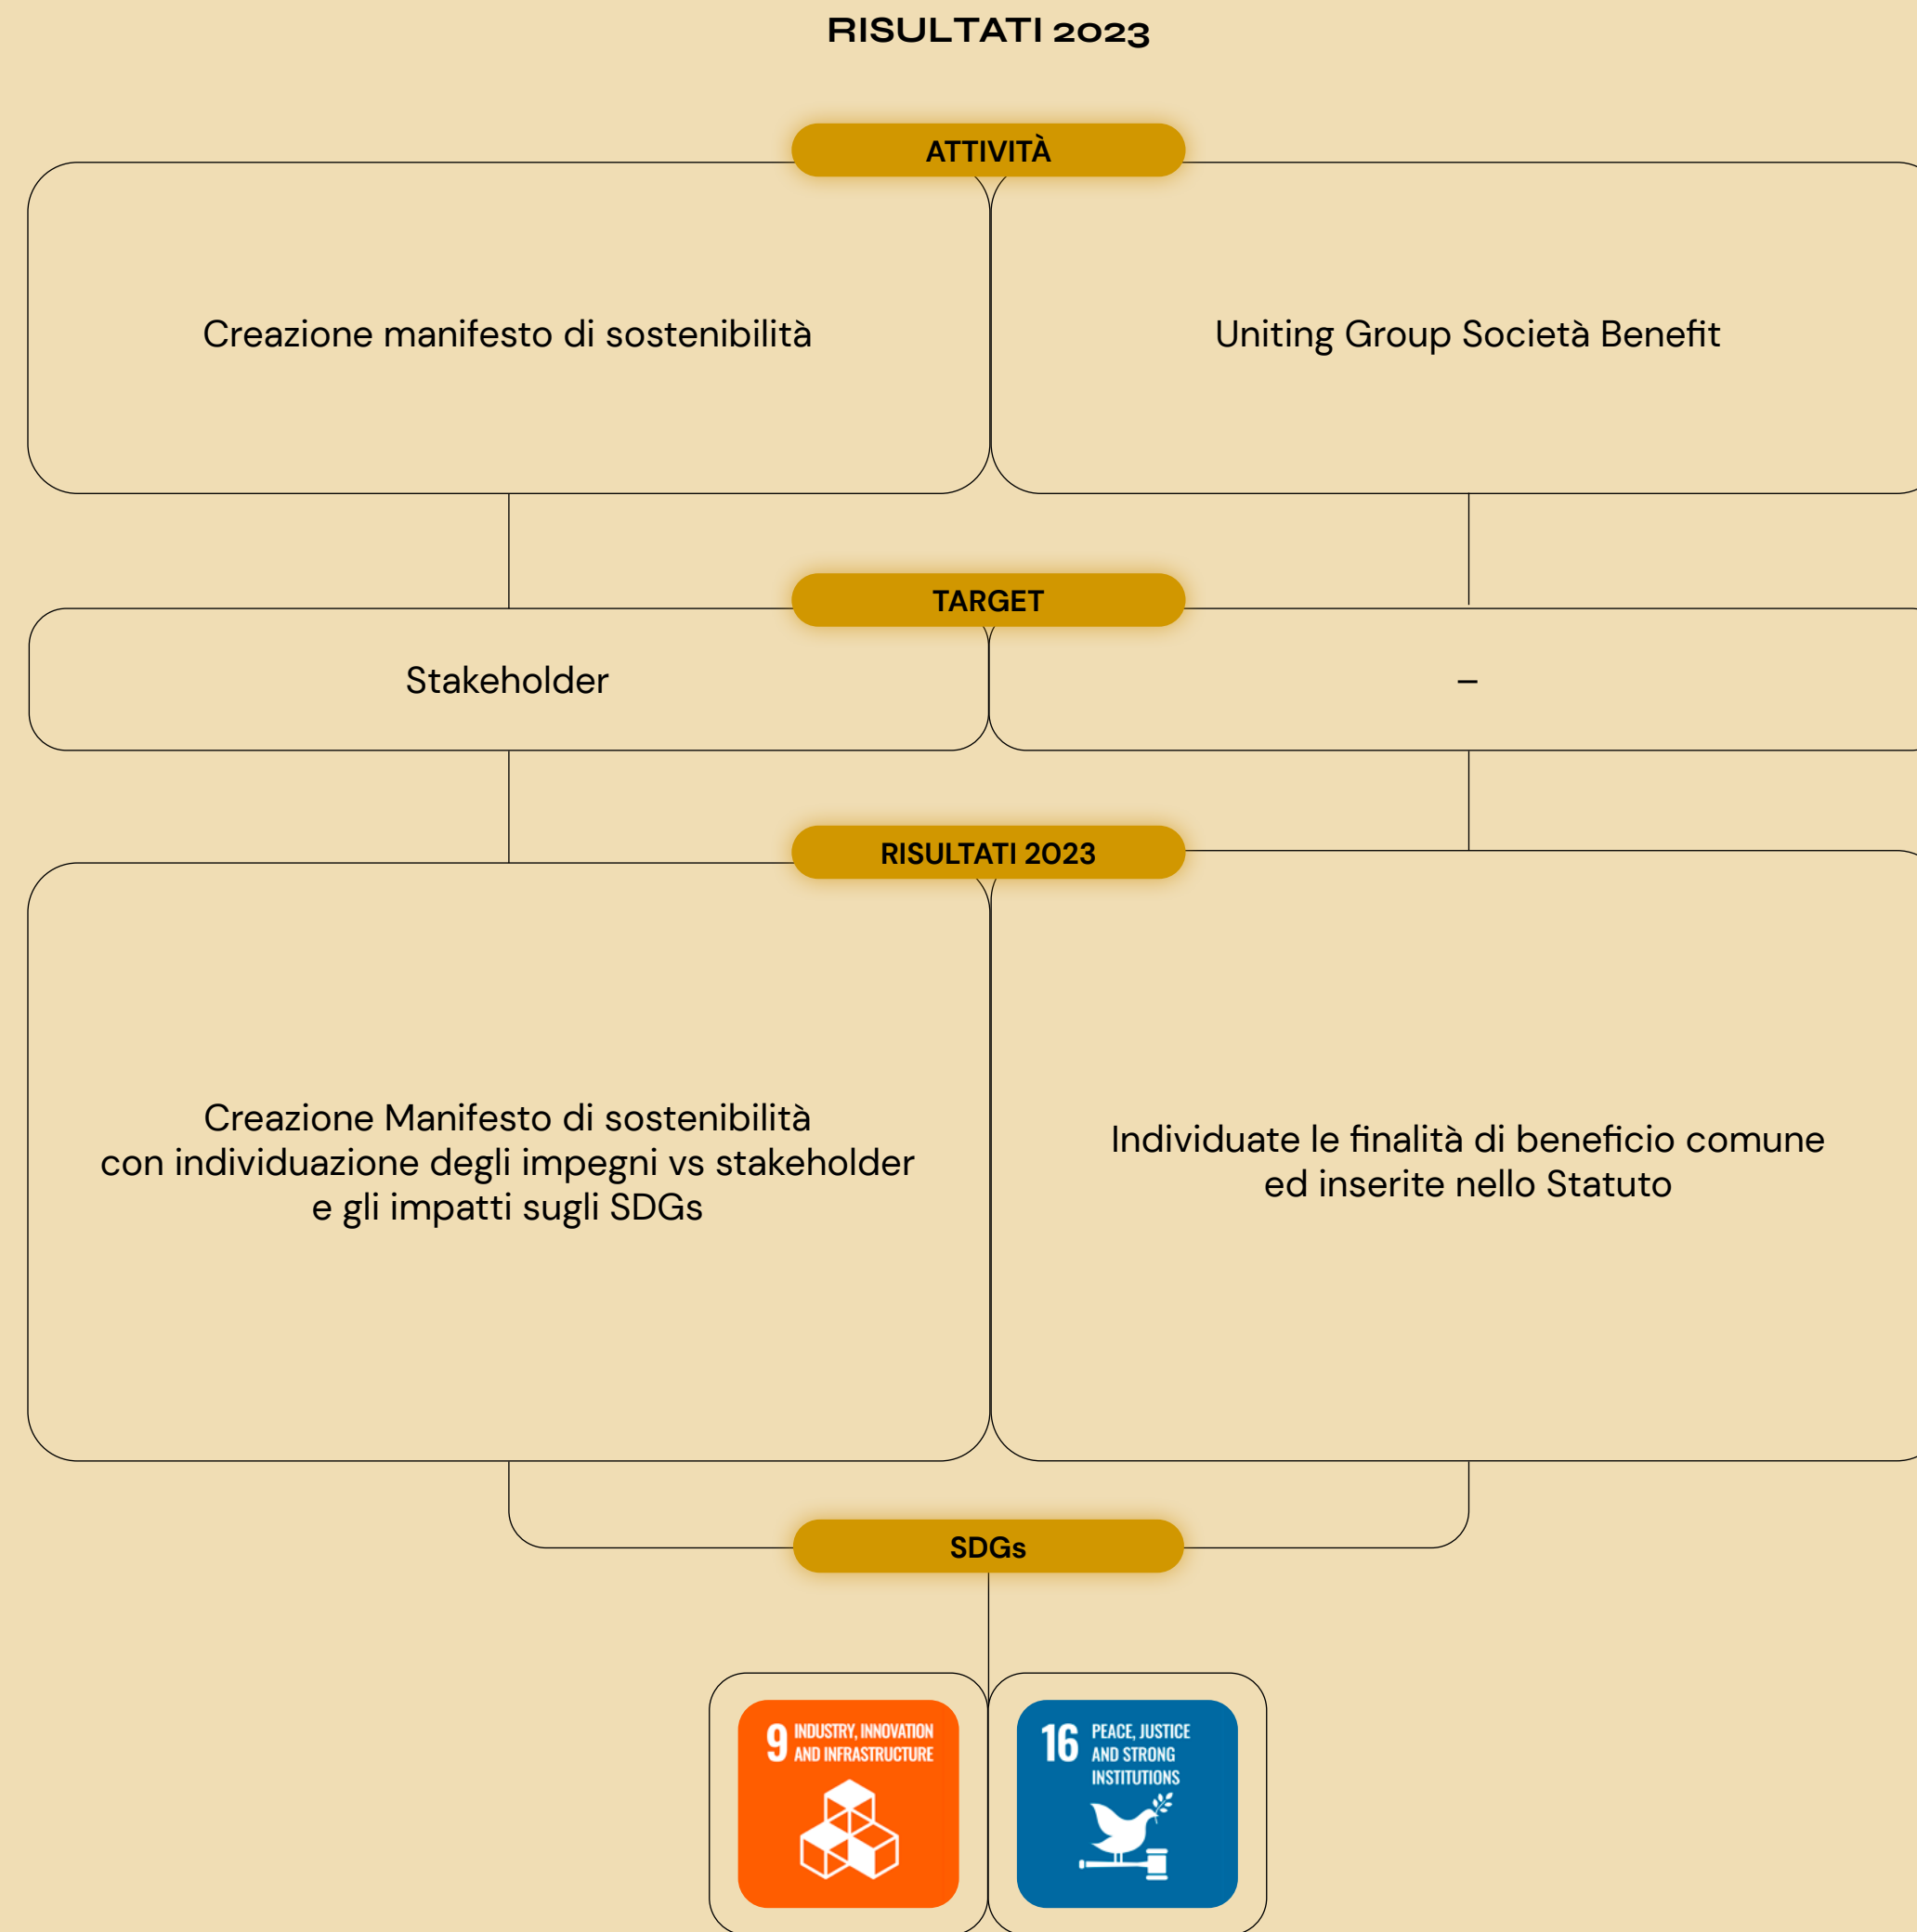 RISULTATI 2023
ATTIVITÀ
Creazione manifesto di sostenibilità
Uniting Group Società Benefit
TARGET
Stakeholder
–
RISULTATI 2023
Creazione Manifesto di sostenibilità
con individuazione degli impegni vs stakeholder
e gli impatti sugli SDGs
Individuate le finalità di beneficio comune
ed inserite nello Statuto
SDGs
9 INDUSTRY, INNOVATION
AND INFRASTRUCTURE
16 PEACE, JUSTICE
AND STRONG
INSTITUTIONS